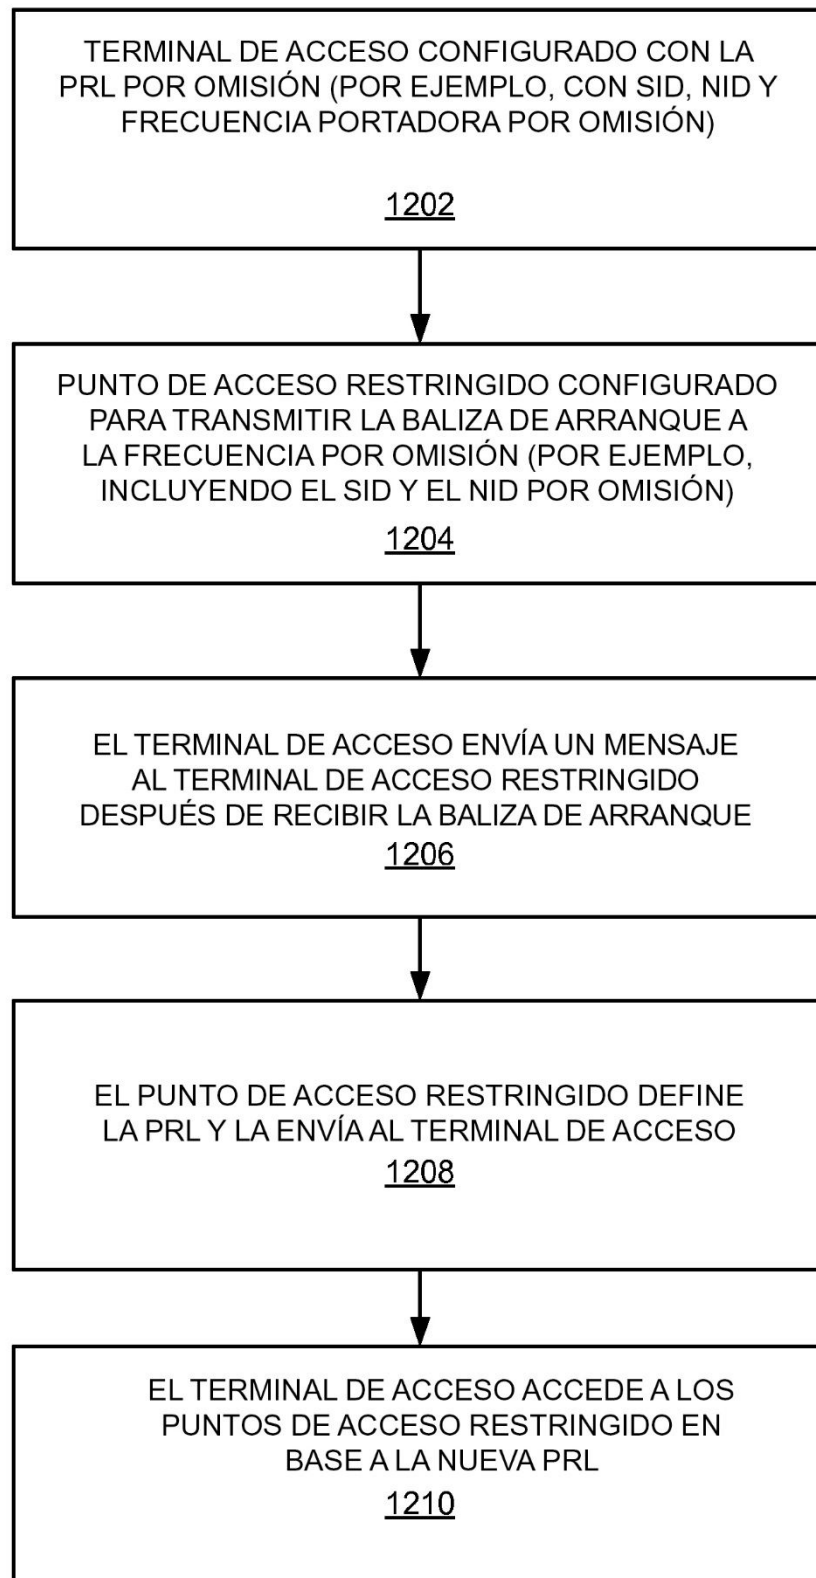 TERMINAL DE ACCESO CONFIGURADO CON LA
PRL POR OMISIÓN (POR EJEMPLO, CON SID, NID Y
FRECUENCIA PORTADORA POR OMISIÓN)
1202
PUNTO DE ACCESO RESTRINGIDO CONFIGURADO
PARA TRANSMITIR LA BALIZA DE ARRANQUE A
LA FRECUENCIA POR OMISIÓN (POR EJEMPLO,
INCLUYENDO EL SID Y EL NID POR OMISIÓN)
1204
EL TERMINAL DE ACCESO ENVÍA UN MENSAJE
AL TERMINAL DE ACCESO RESTRINGIDO
DESPUÉS DE RECIBIR LA BALIZA DE ARRANQUE
1206
EL PUNTO DE ACCESO RESTRINGIDO DEFINE
LA PRL Y LA ENVÍA AL TERMINAL DE ACCESO
1208
EL TERMINAL DE ACCESO ACCEDE A LOS
PUNTOS DE ACCESO RESTRINGIDO EN
BASE A LA NUEVA PRL
1210